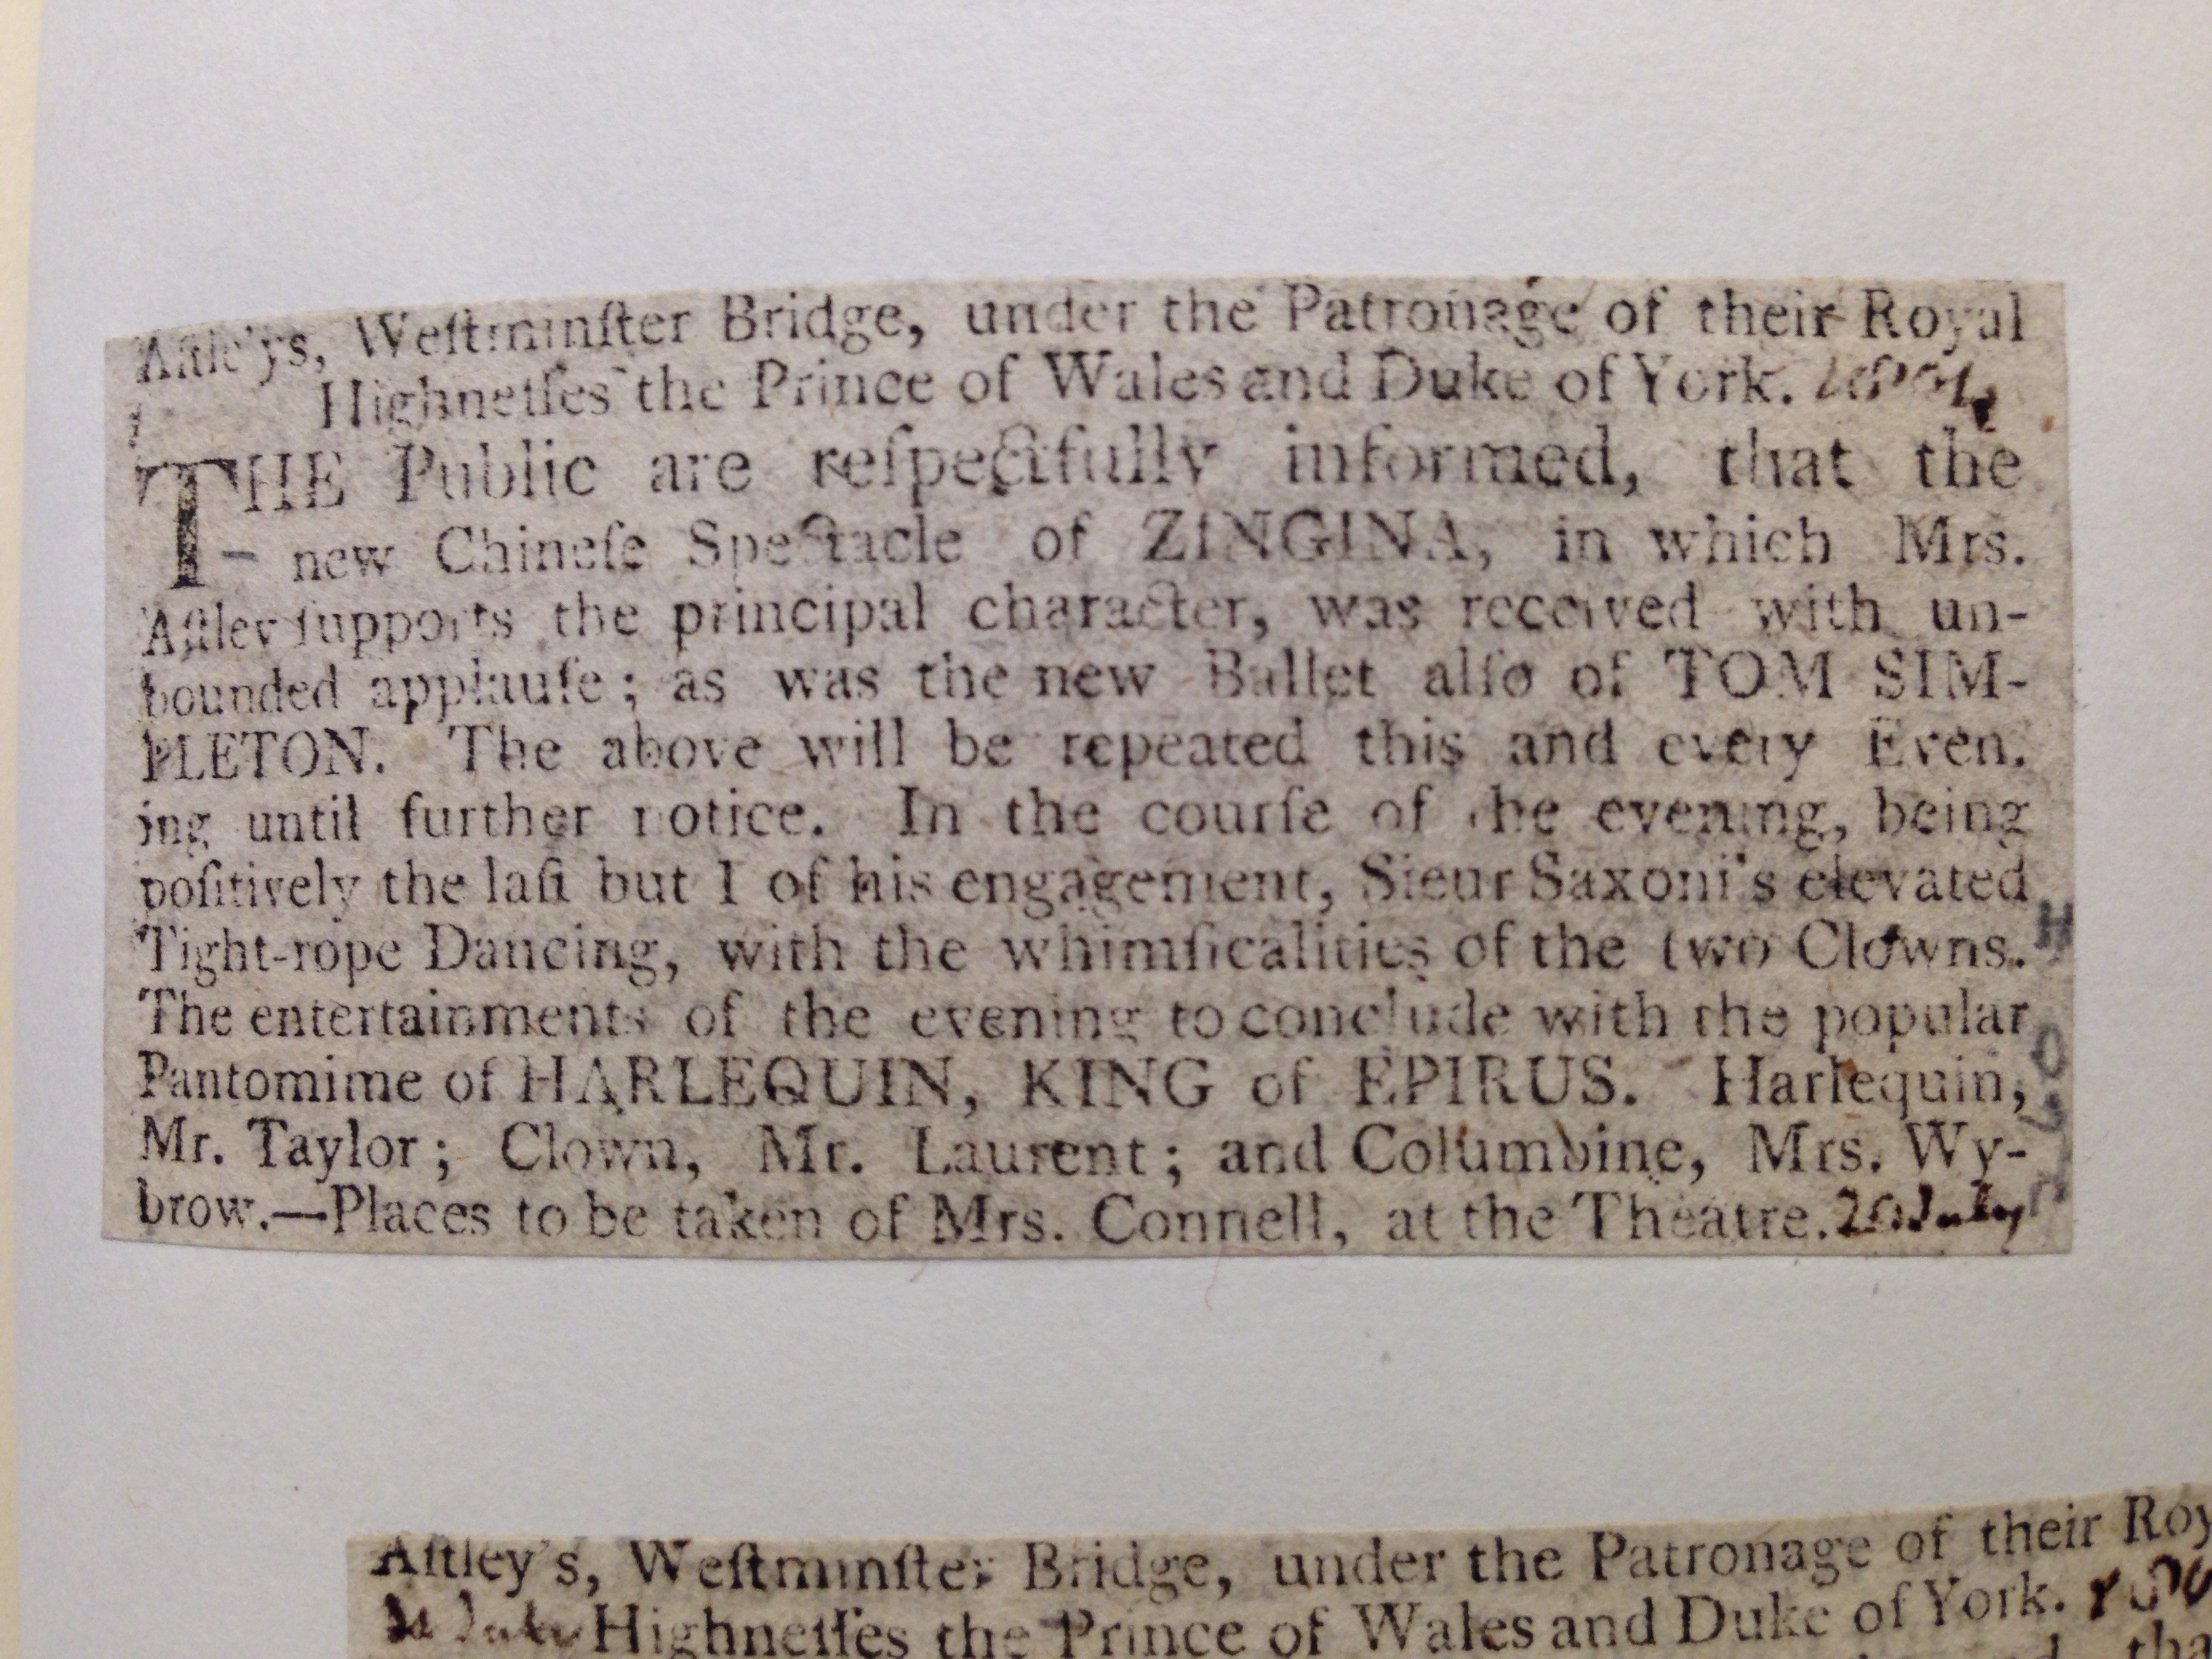 Aſtle'ys, Weſtminſter Bridge, under the Patronage of their Royal
Highneſſes the Prince of Wales and Duke of York.
THE Public are reſpectfully informed, that the
new Chineſe Spectacle of ZINGINA, in which Mrs.
Aſtley ſupports the principal character, was received with un-
bounded applauſe; as was the new Ballet alſo of TOM SIM-
PLETON. The above will be repeated this and every Even.
ing until further notice. In the courſe of the evening, being
poſitively the laſt but 1 of his engagement, Sieur Saxoni's elevated
Tight-rope Dancing, with the whimſicalities of the two Clowns.
The entertainments of the evening to conclude with the popular
Pantomime of HARLEQUIN, KING of EPIRUS. Harlequin,
Mr. Taylor; Clown, Mr. Laurent; and Columbine, Mrs. Wy-
brow.—Places to be taken of Mrs. Connell, at the Theatre. July
Aſtley's, Weſtminſter Bridge, under the Patronage of their Roy
July Highneſſes the Prince of Wales and Duke of York.